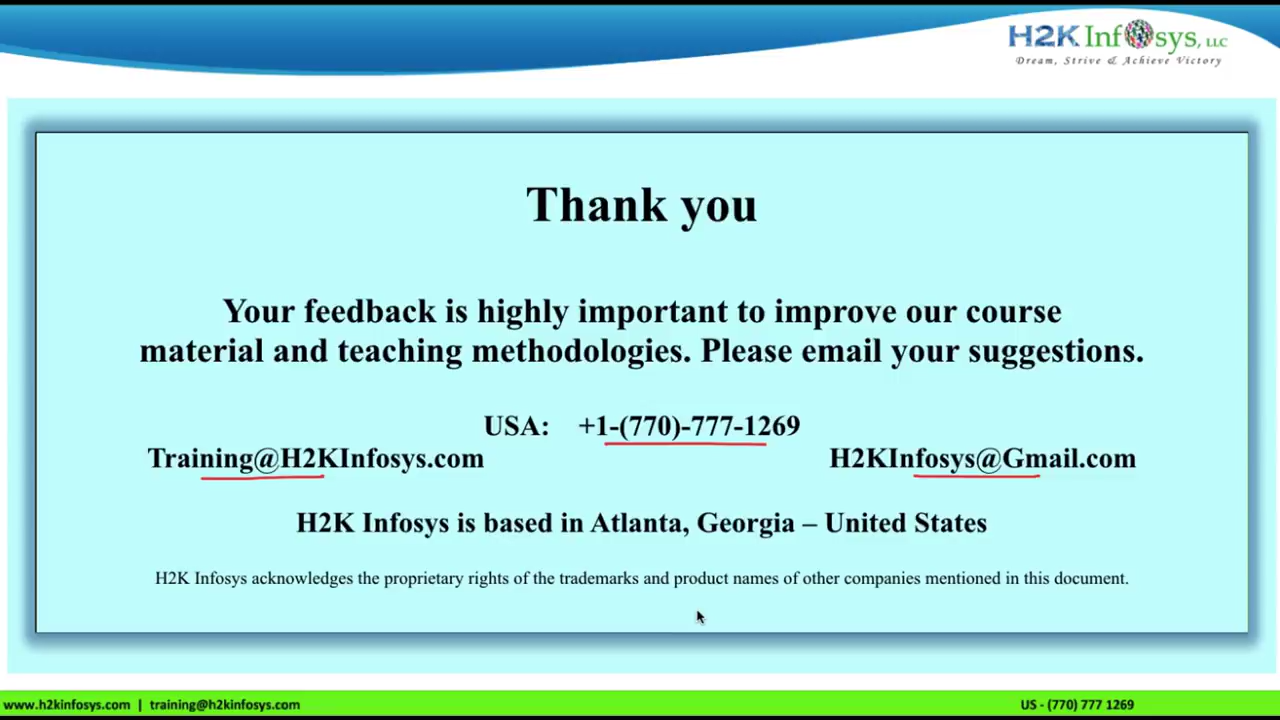 H2K Infosys, LLC
Dream, Strive & Achieve Victory
Thank you
Your feedback is highly important to improve our course
material and teaching methodologies. Please email your suggestions.
USA: +1-(770)-777-1269
Training@H2KInfosys.com H2KInfosys@Gmail.com
H2K Infosys is based in Atlanta, Georgia – United States
H2K Infosys acknowledges the proprietary rights of the trademarks and product names of other companies mentioned in this document.
www.h2kinfosys.com | training@h2kinfosys.com US - (770) 777 1269